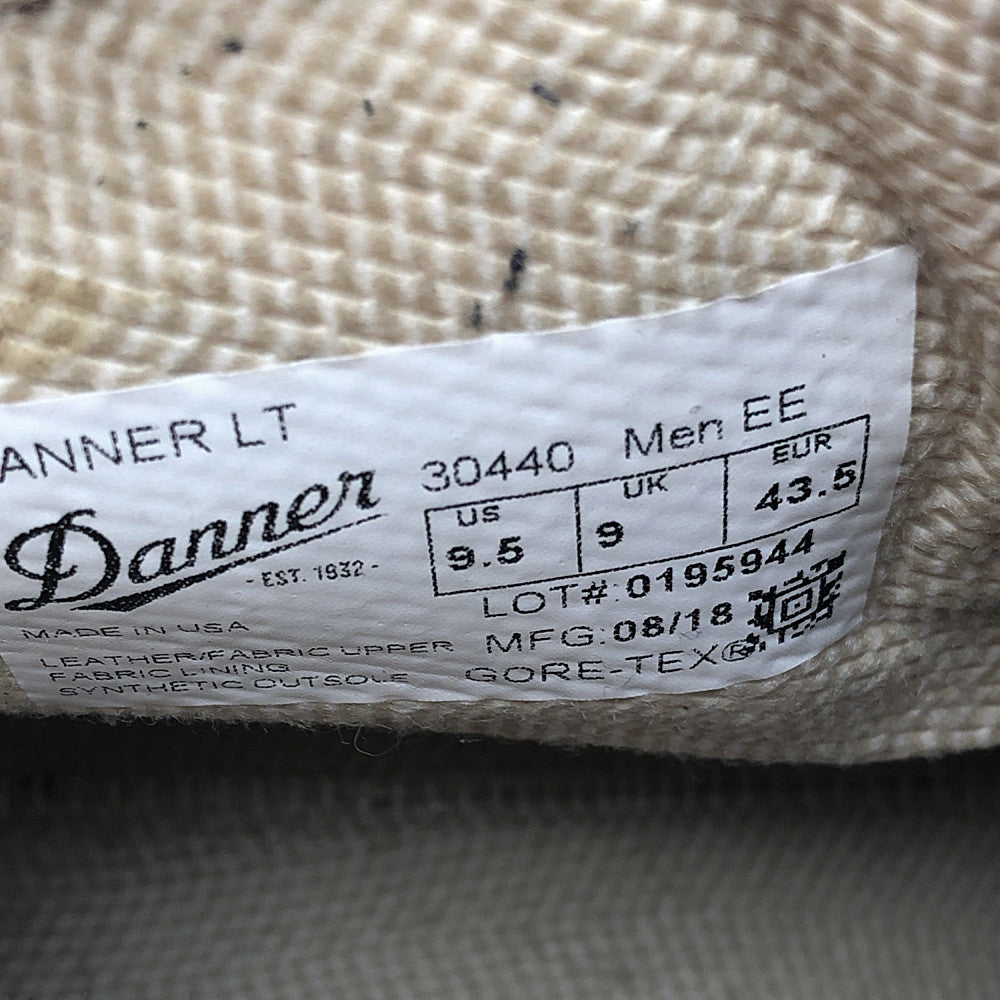 ANNER LT
30440 Men EE
Danner
- EST. 1932 -
US UK EUR
9.5 9 43.5
LOT#:0195944
MFG:08/18
GORE-TEX®
MADE IN USA
LEATHER/FABRIC UPPER
FABRIC LINING
SYNTHETIC OUTSOLE